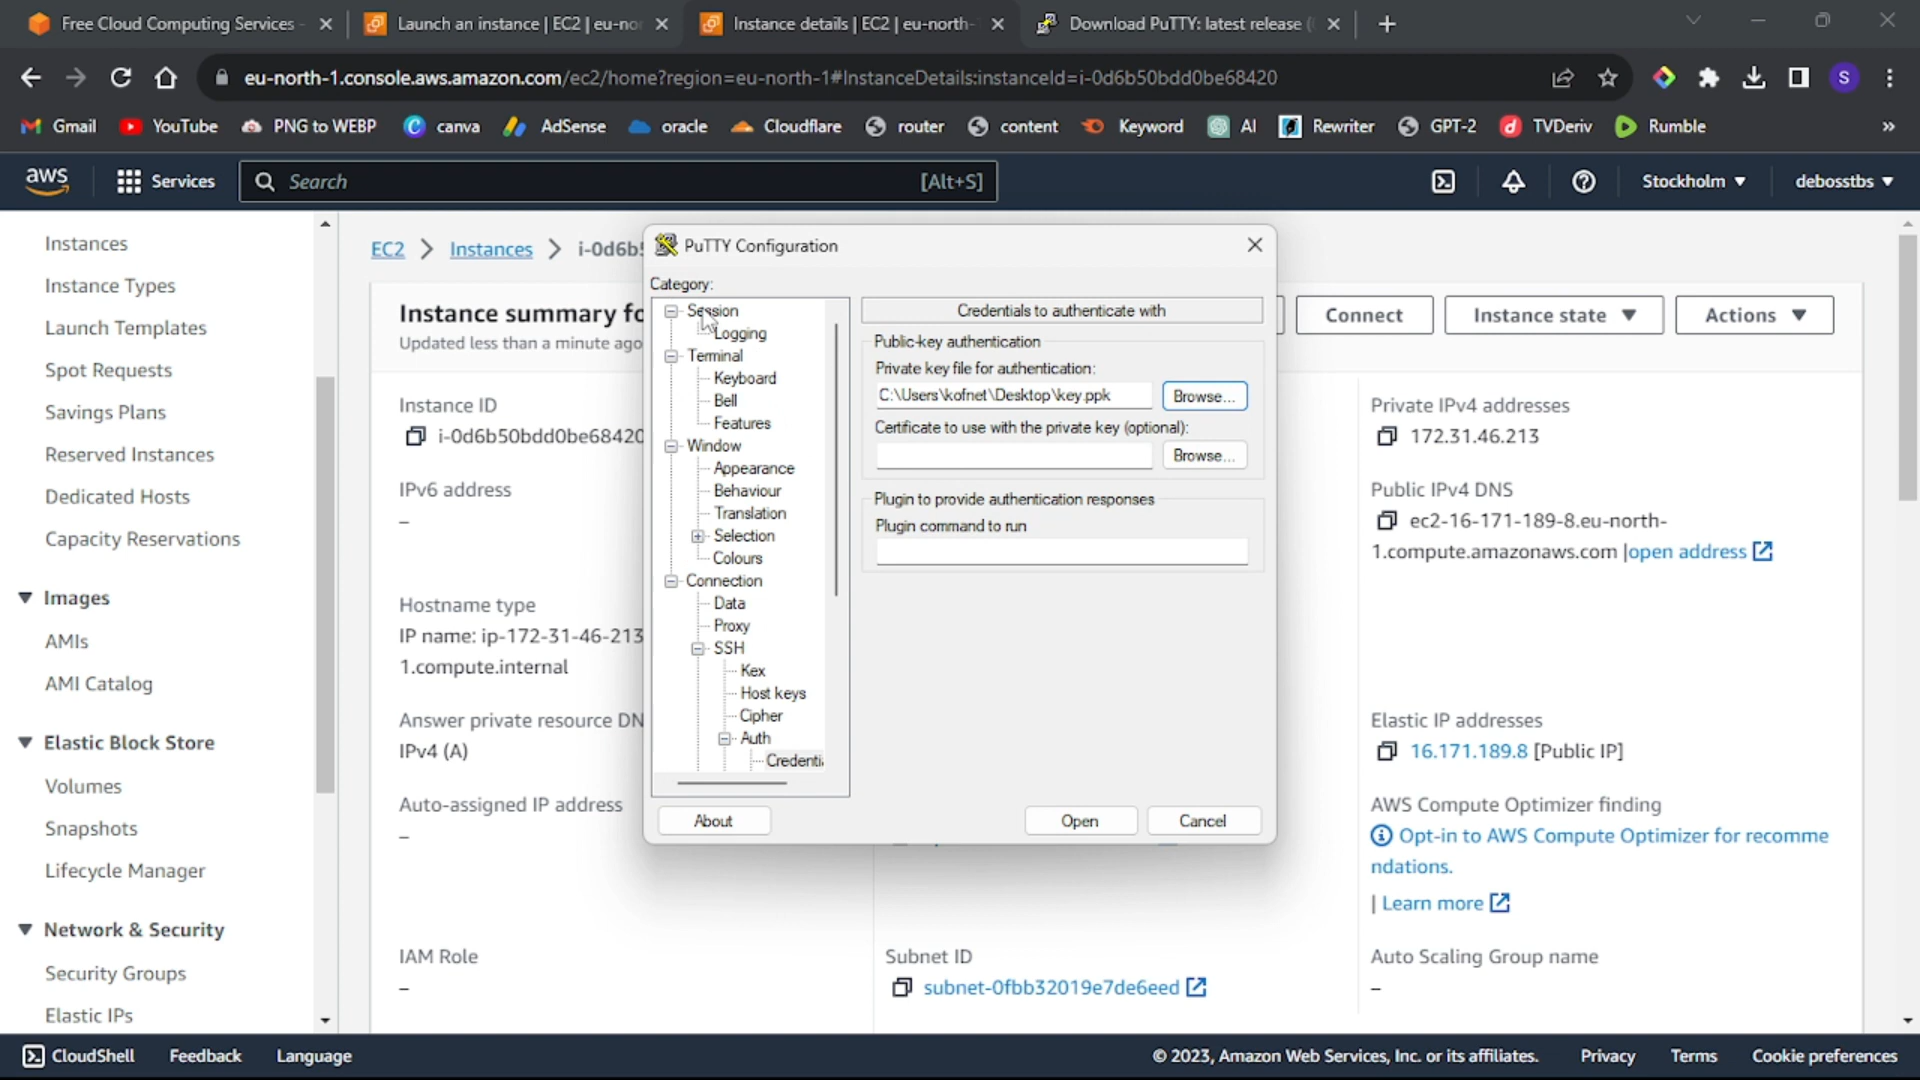 Free Cloud Computing Services -
Launch an instance | EC2 | eu-no
Instance details | EC2 | eu-north-
Download PuTTY: latest release (
eu-north-1.console.aws.amazon.com/ec2/home?region=eu-north-1#InstanceDetails:instanceId=i-0d6b50bdd0be68420
S
Gmail
YouTube
PNG to WEBP
canva
AdSense
oracle
Cloudflare
router
content
Keyword
AI
Rewriter
GPT-2
TVDeriv
Rumble
»
aws
Services
Search
[Alt+S]
Stockholm
debosstbs
Instances
Instance Types
Launch Templates
Spot Requests
Savings Plans
Reserved Instances
Dedicated Hosts
Capacity Reservations
Images
AMIs
AMI Catalog
Elastic Block Store
Volumes
Snapshots
Lifecycle Manager
Network & Security
Security Groups
Elastic IPs
EC2 > Instances > i-0d6b5
Instance summary fo
Updated less than a minute ago
Connect
Instance state
Actions
Instance ID
i-0d6b50bdd0be68420
IPv6 address
–
Hostname type
IP name: ip-172-31-46-213
1.compute.internal
Answer private resource DN
IPv4 (A)
Auto-assigned IP address
–
IAM Role
–
Subnet ID
subnet-0fbb32019e7de6eed
Private IPv4 addresses
172.31.46.213
Public IPv4 DNS
ec2-16-171-189-8.eu-north-
1.compute.amazonaws.com |open address
Elastic IP addresses
16.171.189.8 [Public IP]
AWS Compute Optimizer finding
Opt-in to AWS Compute Optimizer for recomme
ndations.
| Learn more
Auto Scaling Group name
–
PuTTY Configuration
Category:
Session
Logging
Terminal
Keyboard
Bell
Features
Window
Appearance
Behaviour
Translation
Selection
Colours
Connection
Data
Proxy
SSH
Kex
Host keys
Cipher
Auth
Credenti
Credentials to authenticate with
Public-key authentication
Private key file for authentication:
C:\Users\kofnet\Desktop\key.ppk
Browse...
Certificate to use with the private key (optional):
Browse...
Plugin to provide authentication responses
Plugin command to run
About
Open
Cancel
CloudShell
Feedback
Language
© 2023, Amazon Web Services, Inc. or its affiliates.
Privacy
Terms
Cookie preferences